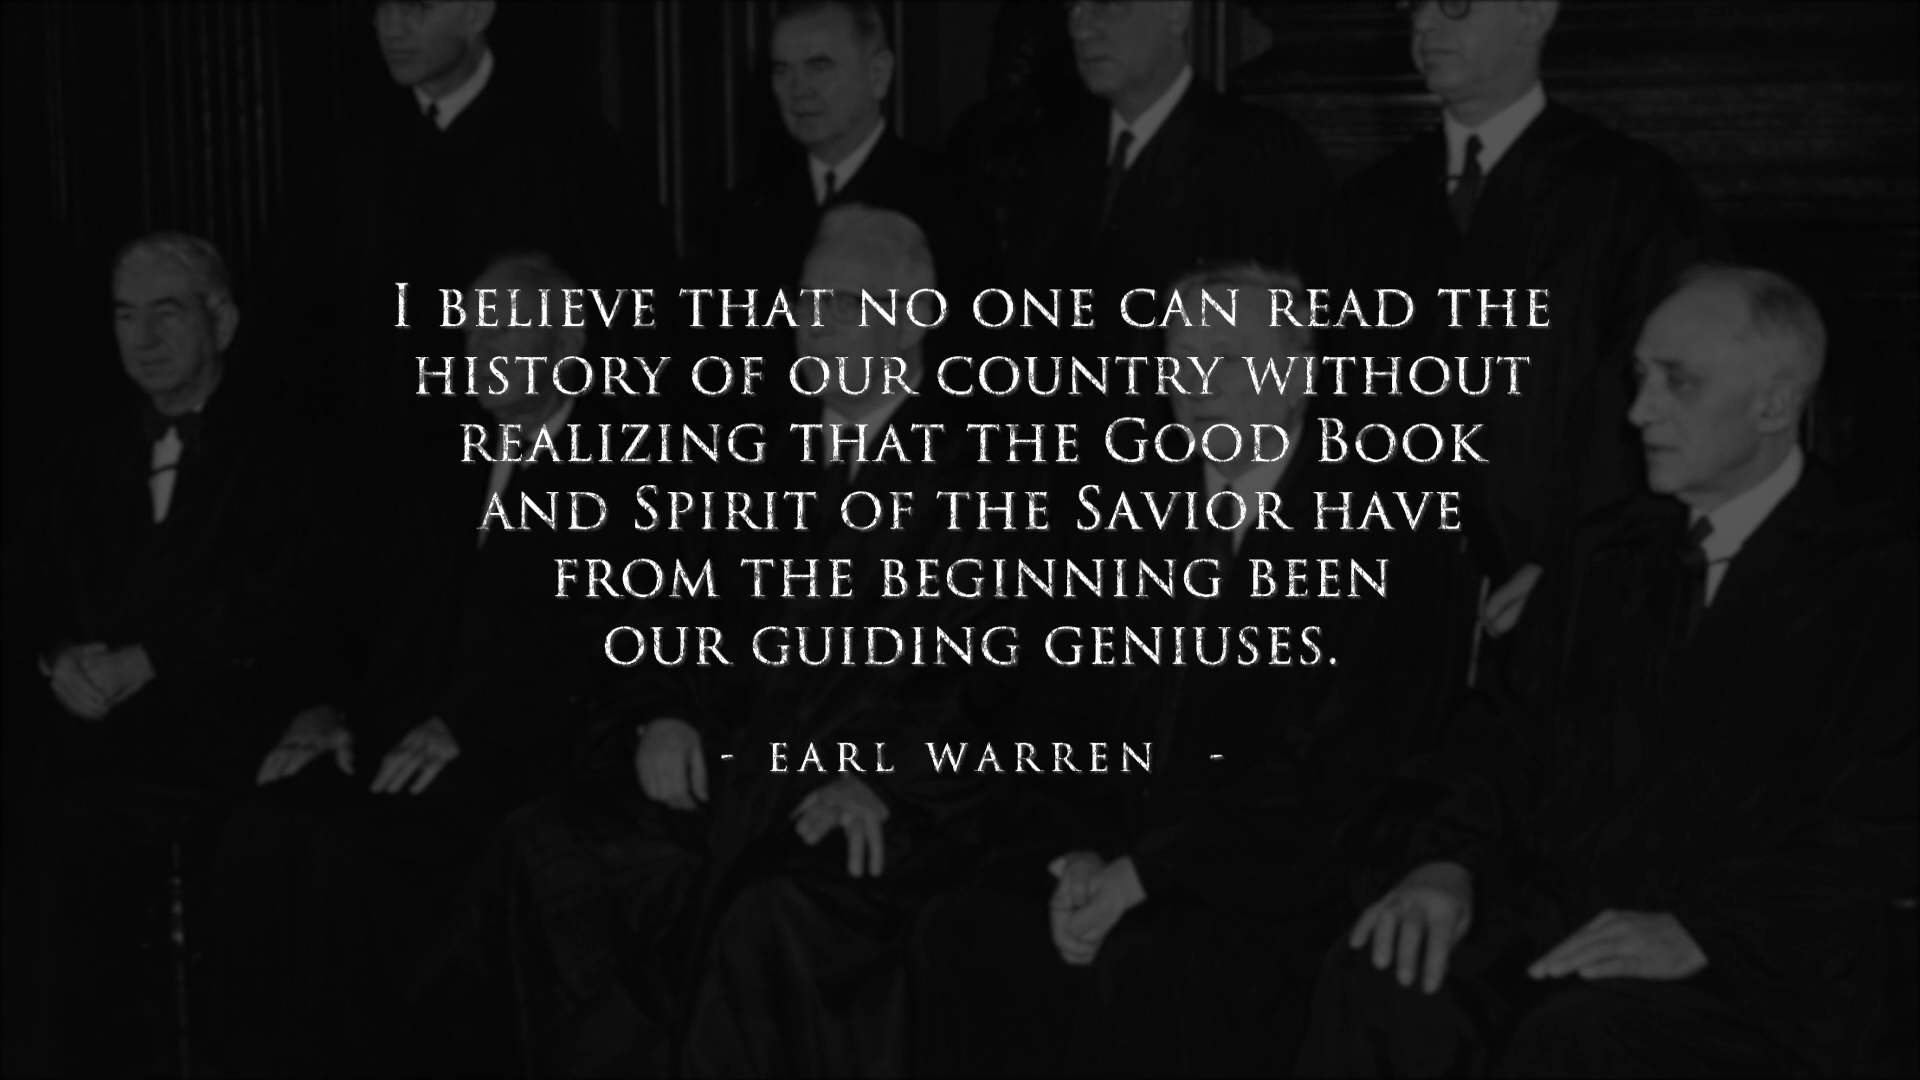 I believe that no one can read the
history of our country without
realizing that the Good Book
and Spirit of the Savior have
from the beginning been
our guiding geniuses.
- Earl Warren -